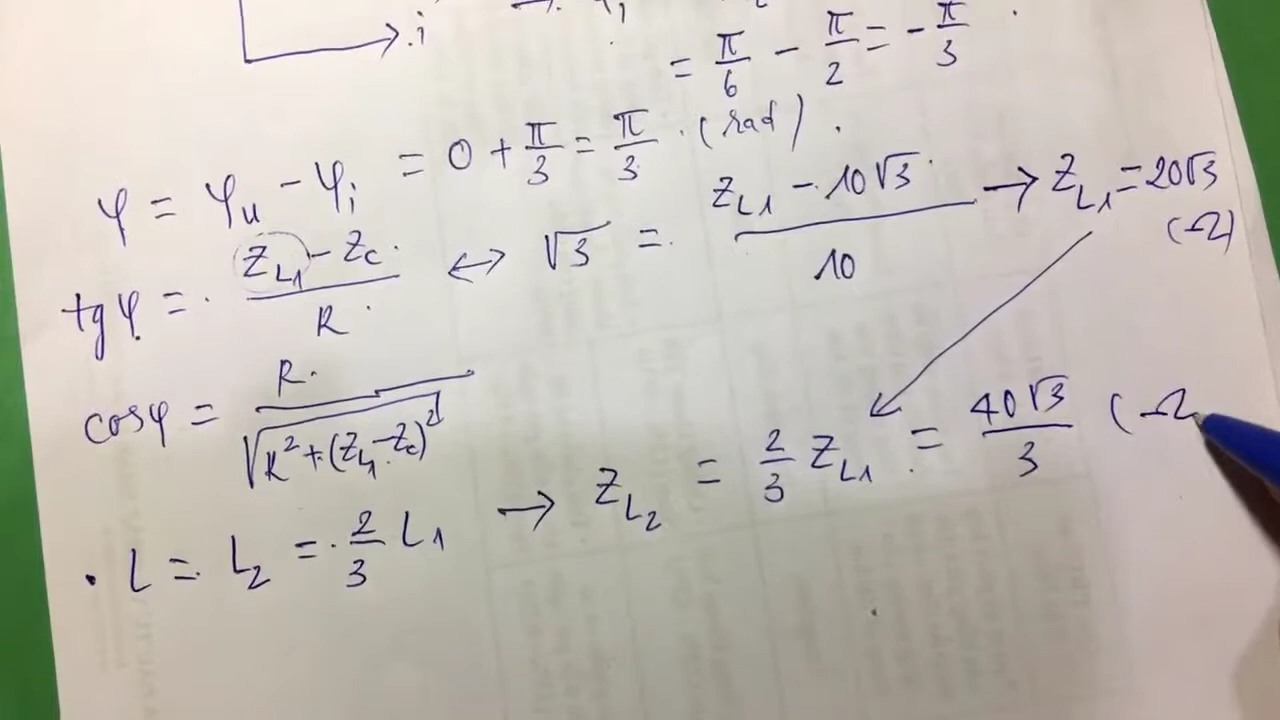 .i
= π/6 - π/2 = - π/3
φ = φu - φi = 0 + π/3 = π/3 (rad).
tgφ = (ZL1 - Zc)/R ↔ √3 = (ZL1 - 10√3)/10 → ZL1 = 20√3 (Ω)
cosφ = R/√(R² + (ZL1 - Zc)²)
• L = L2 = 2/3 L1 → ZL2 = 2/3 ZL1 = 40√3/3 (Ω